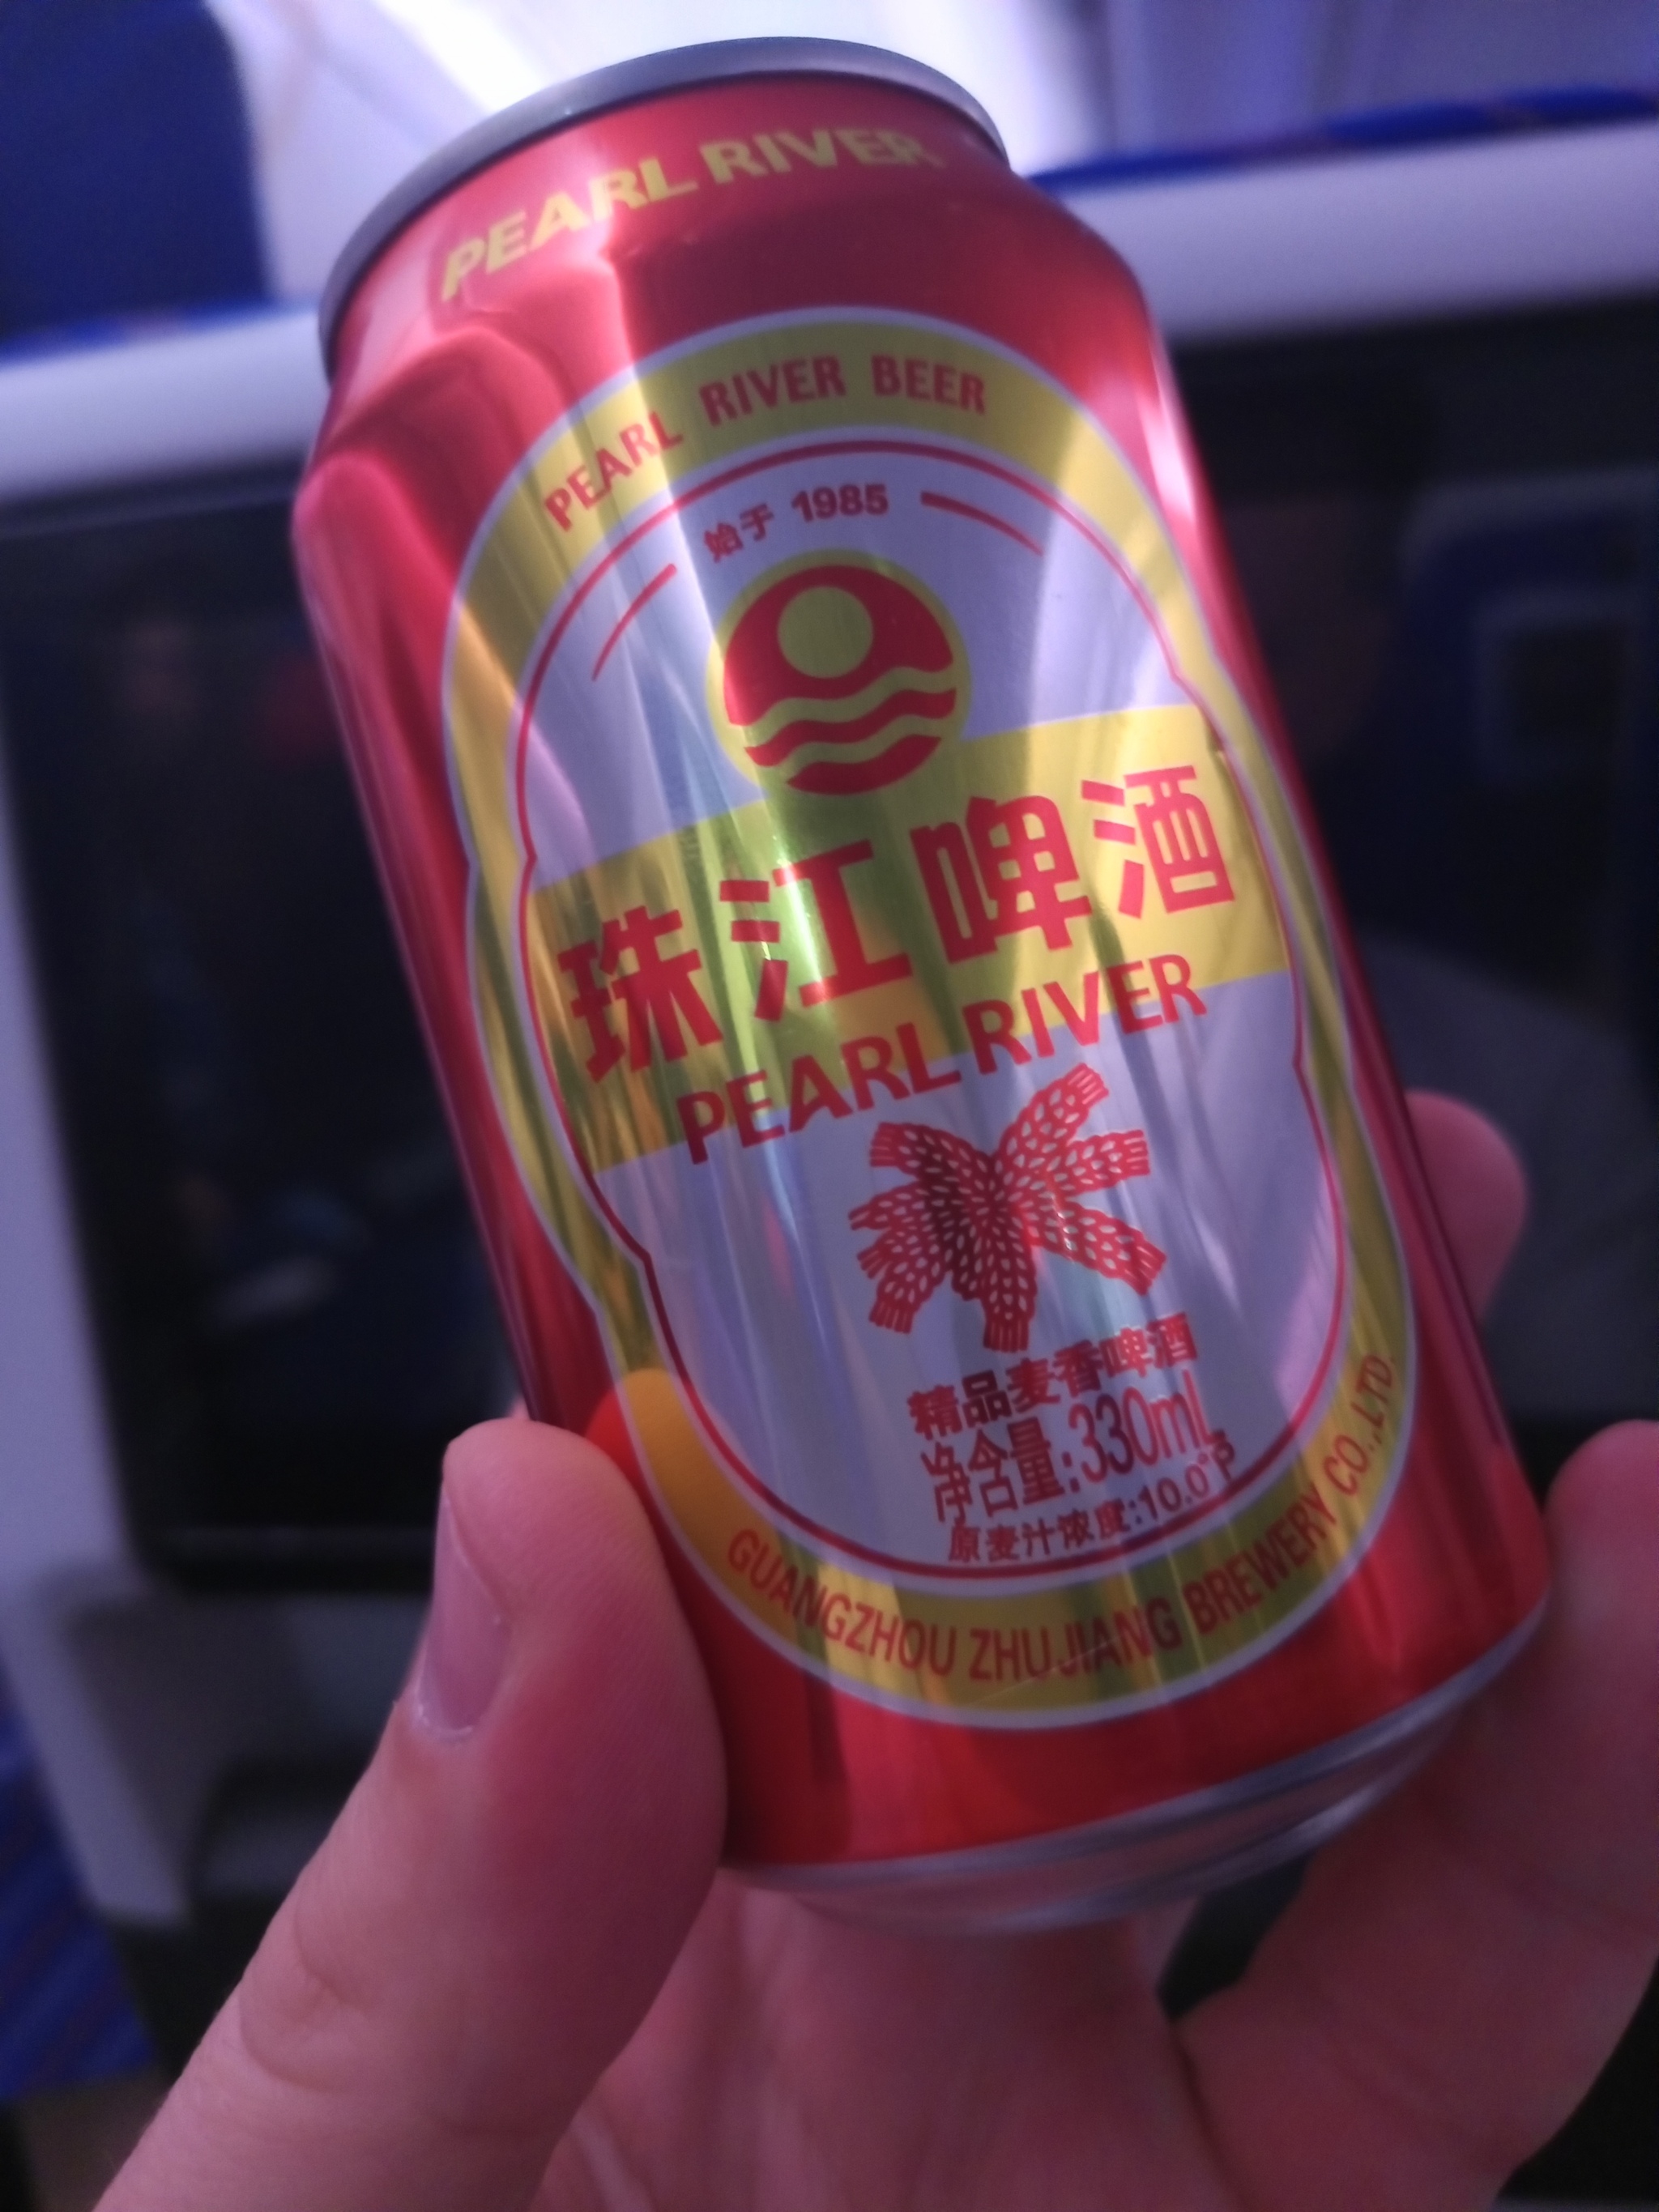 PEARL RIVER
PEARL RIVER BEER
始于 1985
珠江啤酒
PEARL RIVER
精品麦香啤酒
净含量:330mL
原麦汁浓度:10.0°P
GUANGZHOU ZHUJIANG BREWERY CO.,LTD